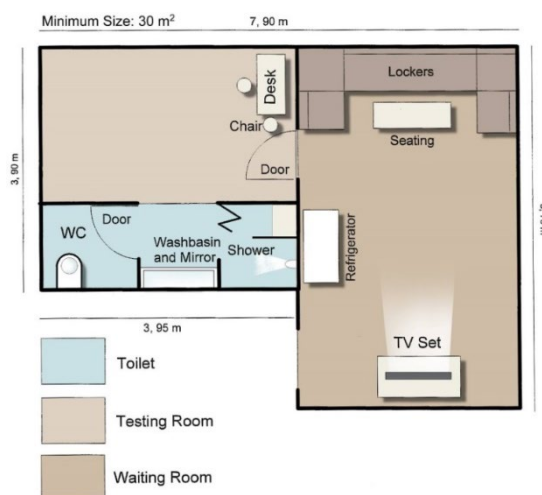 Minimum Size: 30 m²
7, 90 m
Lockers
Desk
Seating
Chair
Door
3, 90 m
Door
WC
Washbasin
and Mirror
Shower
Refrigerator
3, 95 m
TV Set
Toilet
Testing Room
Waiting Room